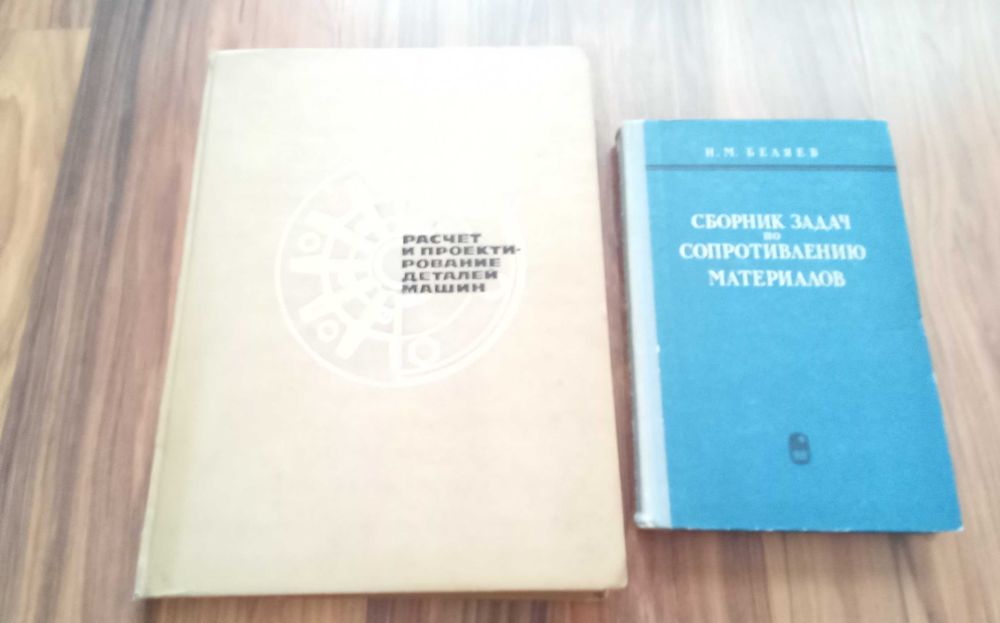 РАСЧЕТ
И ПРОЕКТИ-
РОВАНИЕ
ДЕТАЛЕЙ
МАШИН
Н. М. БЕЛЯЕВ
СБОРНИК ЗАДАЧ
ПО
СОПРОТИВЛЕНИЮ
МАТЕРИАЛОВ